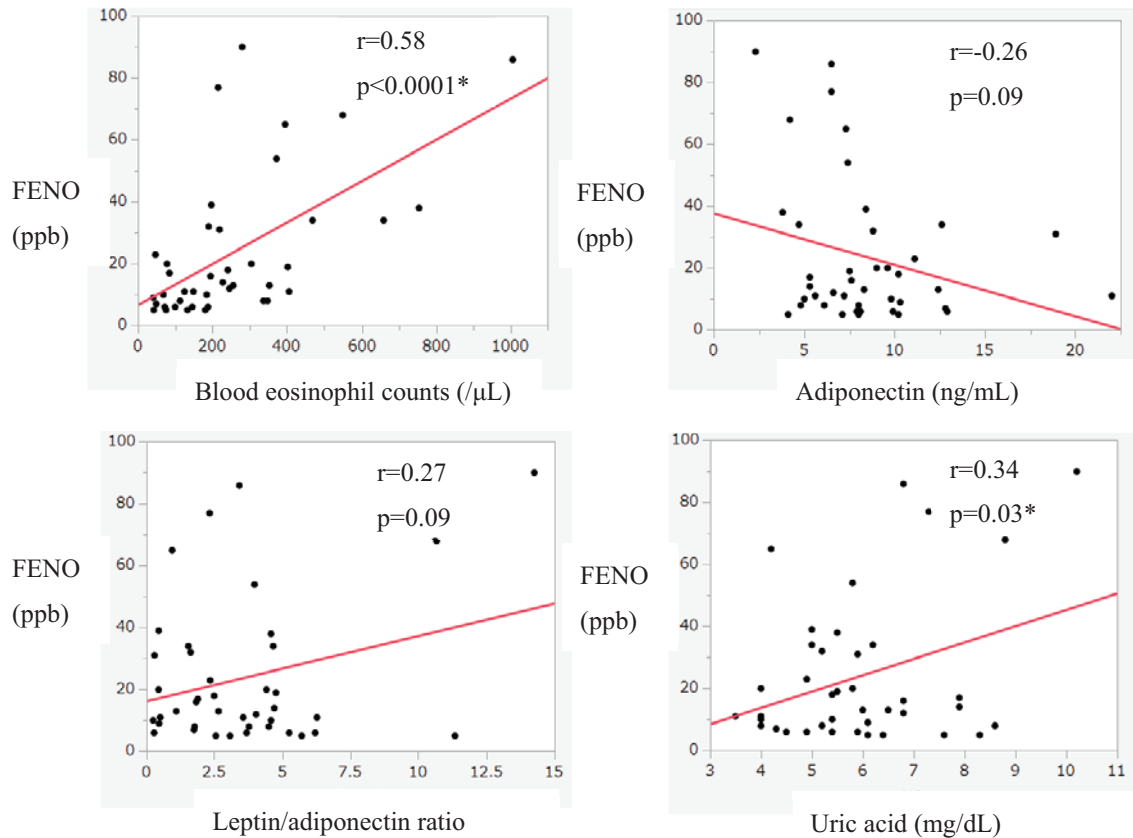 100
80
60
40
20
0
FENO
(ppb)
r=0.58
p<0.0001*
0 200 400 600 800 1000
Blood eosinophil counts (/μL)
100
80
60
40
20
0
FENO
(ppb)
r=-0.26
p=0.09
0 5 10 15 20
Adiponectin (ng/mL)
100
80
60
40
20
0
FENO
(ppb)
r=0.27
p=0.09
0 2.5 5 7.5 10 12.5 15
Leptin/adiponectin ratio
100
80
60
40
20
0
FENO
(ppb)
r=0.34
p=0.03*
3 4 5 6 7 8 9 10 11
Uric acid (mg/dL)